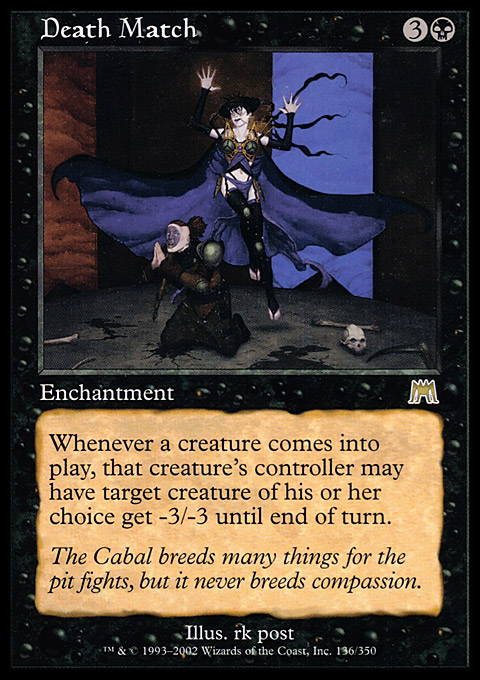 Death Match 3
Enchantment
Whenever a creature comes into
play, that creature's controller may
have target creature of his or her
choice get -3/-3 until end of turn.
The Cabal breeds many things for the
pit fights, but it never breeds compassion.
Illus. rk post
™ & © 1993–2002 Wizards of the Coast, Inc. 136/350